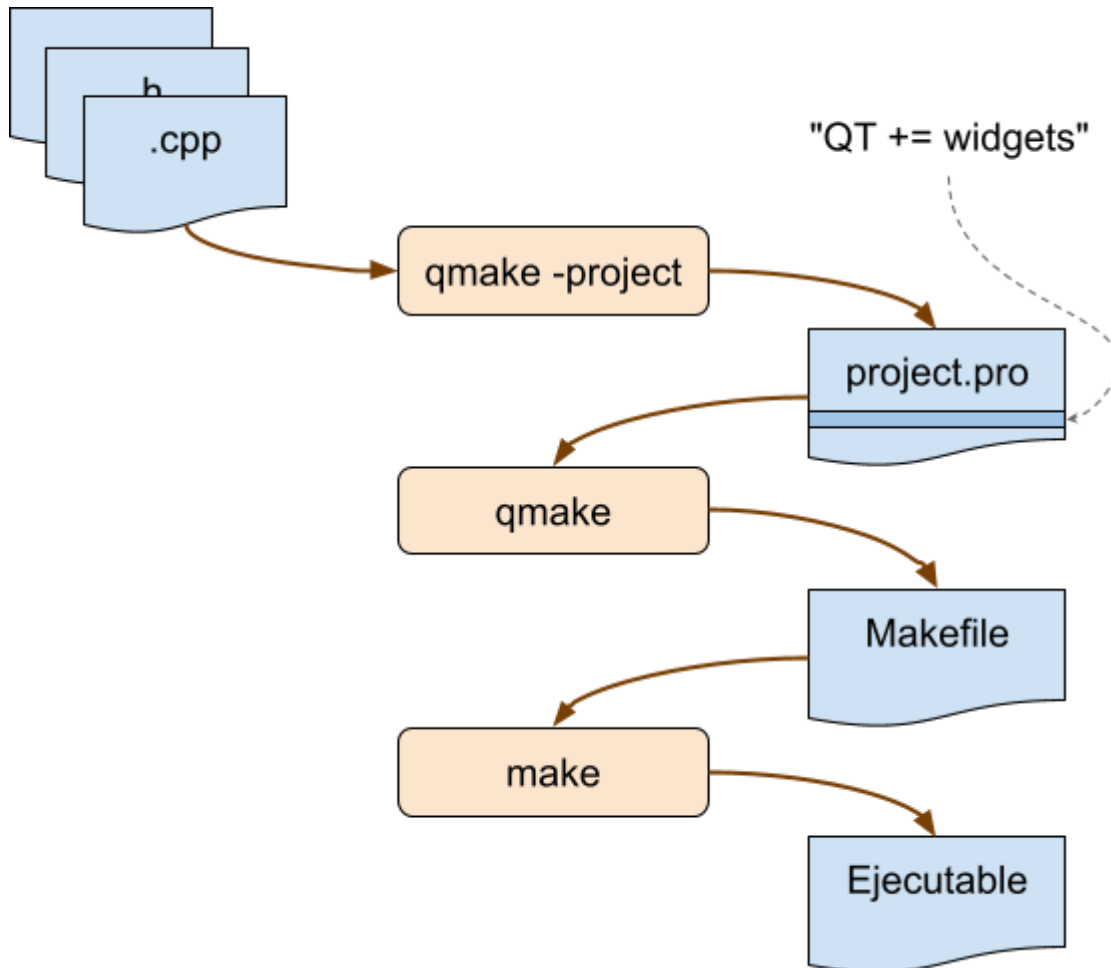 .cpp
"QT += widgets"
qmake -project
project.pro
qmake
Makefile
make
Ejecutable